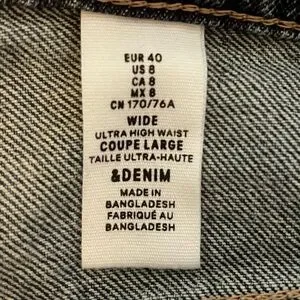 EUR 40
US 8
CA 8
MX 8
CN 170/76A
WIDE
ULTRA HIGH WAIST
COUPE LARGE
TAILLE ULTRA-HAUTE
&DENIM
MADE IN
BANGLADESH
FABRIQUÉ AU
BANGLADESH